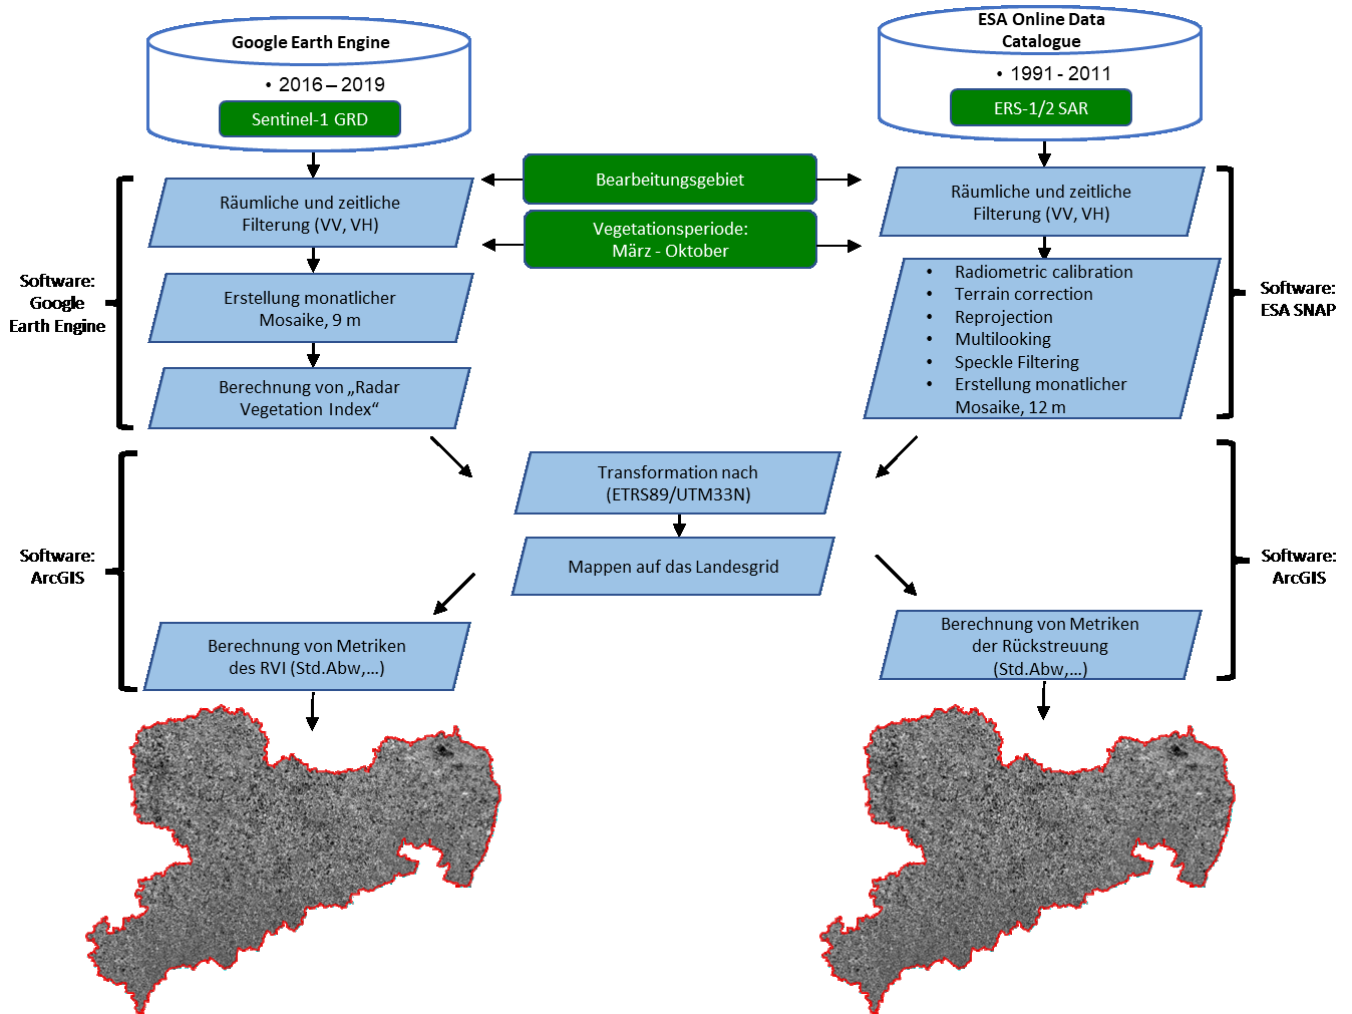 Google Earth Engine
• 2016 – 2019
Sentinel-1 GRD
ESA Online Data
Catalogue
• 1991 - 2011
ERS-1/2 SAR
Räumliche und zeitliche
Filterung (VV, VH)
Bearbeitungsgebiet
Vegetationsperiode:
März - Oktober
Räumliche und zeitliche
Filterung (VV, VH)
Software:
Google
Earth Engine
Erstellung monatlicher
Mosaike, 9 m
Berechnung von „Radar
Vegetation Index“
• Radiometric calibration
• Terrain correction
• Reprojection
• Multilooking
• Speckle Filtering
• Erstellung monatlicher
Mosaike, 12 m
Software:
ESA SNAP
Transformation nach
(ETRS89/UTM33N)
Mappen auf das Landesgrid
Software:
ArcGIS
Software:
ArcGIS
Berechnung von Metriken
des RVI (Std.Abw,...)
Berechnung von Metriken
der Rückstreuung
(Std.Abw,...)